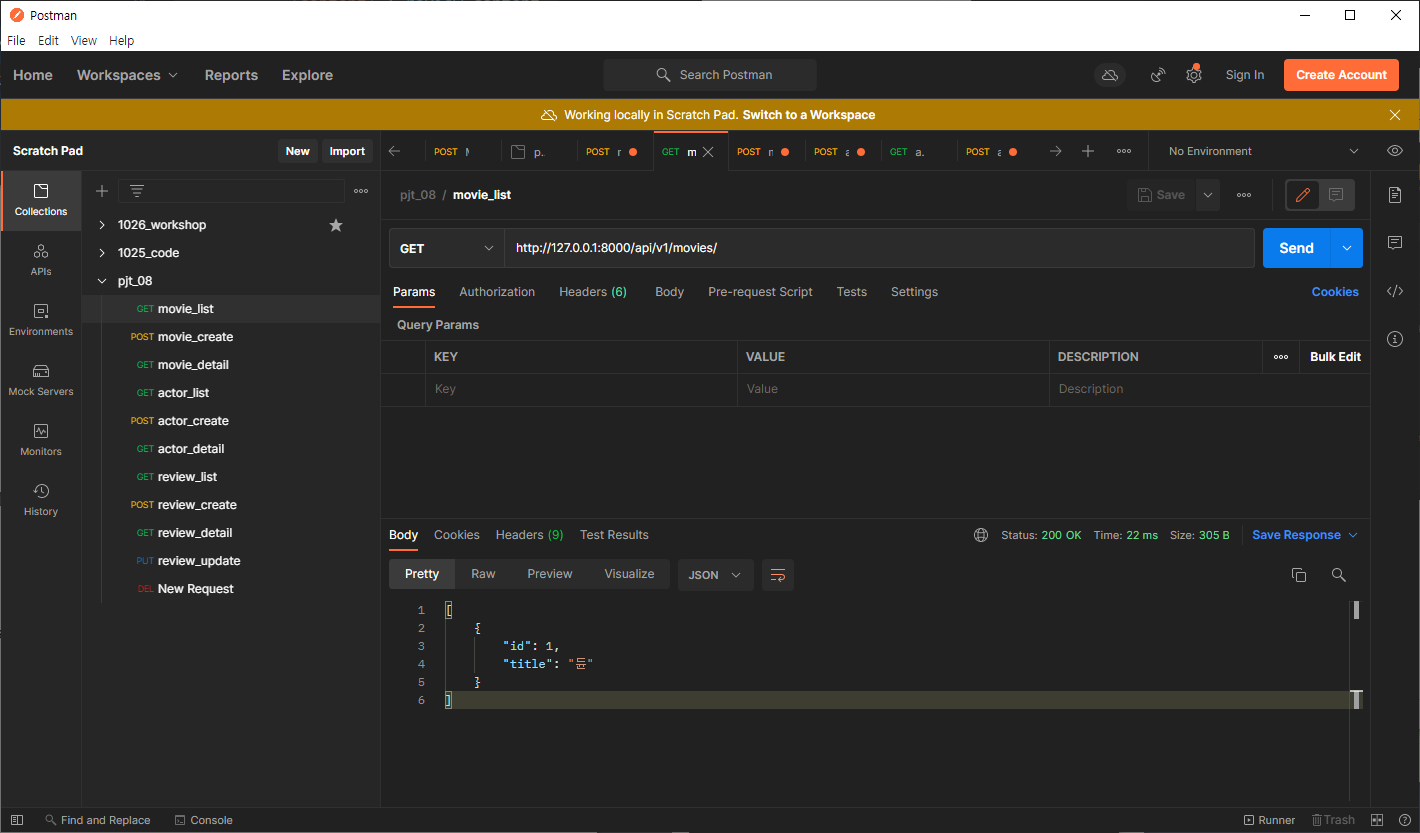 Postman
File Edit View Help
Home Workspaces Reports Explore Search Postman Sign In Create Account
Working locally in Scratch Pad. Switch to a Workspace
Scratch Pad New Import
POST p.. POST GET m POST POST a GET a. POST a No Environment
Collections
APIs
Environments
Mock Servers
Monitors
History
1026_workshop
1025_code
pjt_08
GET movie_list
POST movie_create
GET movie_detail
GET actor_list
POST actor_create
GET actor_detail
GET review_list
POST review_create
GET review_detail
PUT review_update
DEL New Request
pjt_08 / movie_list Save
GET http://127.0.0.1:8000/api/v1/movies/ Send
Params Authorization Headers (6) Body Pre-request Script Tests Settings Cookies
Query Params
KEY VALUE DESCRIPTION Bulk Edit
Key Value Description
Body Cookies Headers (9) Test Results Status: 200 OK Time: 22 ms Size: 305 B Save Response
Pretty Raw Preview Visualize JSON
1 [
2 {
3 "id": 1,
4 "title": "듄"
5 }
6 ]
Find and Replace Console Runner Trash